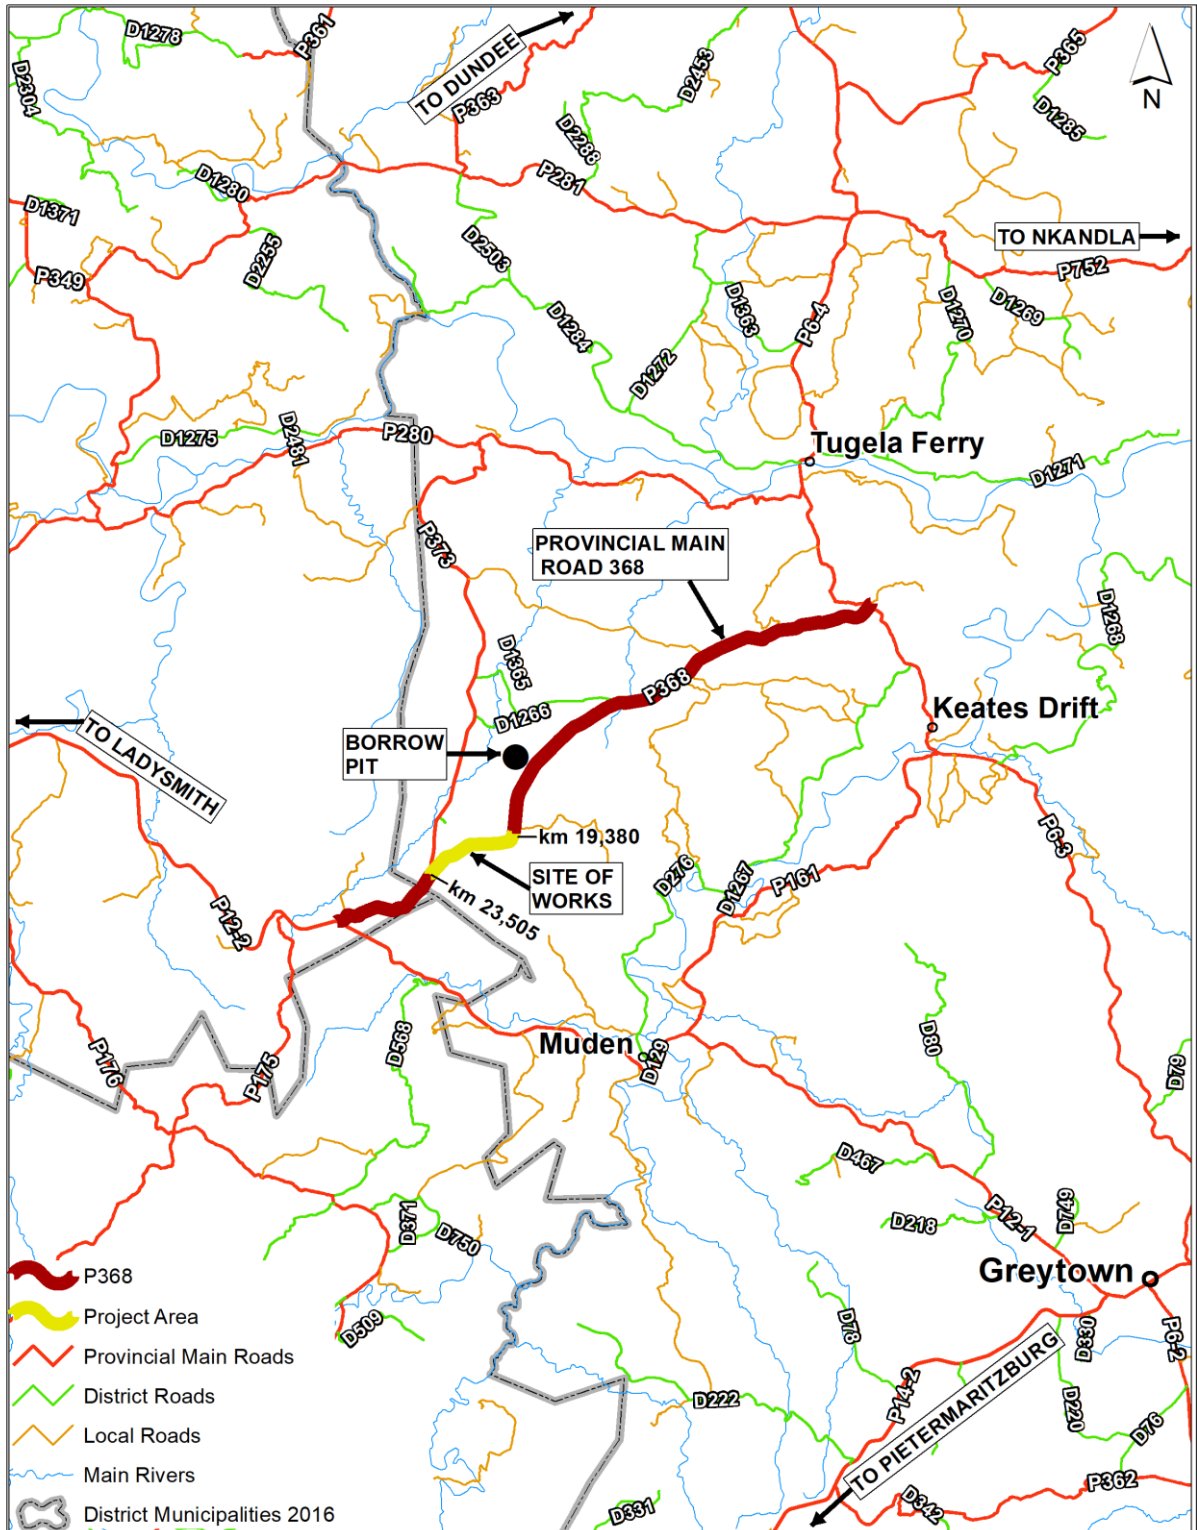 D1278
P361
TO DUNDEE
P363
D2453
P365
N
D2304
D2288
D1285
P281
D1280
D1371
D2255
D2503
TO NKANDLA
P349
P752
D1284
D1363
P6-4
D1270
D1269
D1272
D1275
D2481
P280
Tugela Ferry
D1271
P373
PROVINCIAL MAIN
ROAD 368
D1268
D1365
P368
D1266
Keates Drift
TO LADYSMITH
BORROW
PIT
km 19,380
P6-3
SITE OF
WORKS
D276
D1267
P161
km 23,505
P12-2
Muden
D129
D568
D80
D79
P176
P175
D467
D371
D750
D218
P12-1
D749
Greytown
P368
Project Area
D509
D78
D330
P6-2
Provincial Main Roads
District Roads
D222
P14-2
TO PIETERMARITZBURG
D220
D76
Local Roads
Main Rivers
P362
District Municipalities 2016
D331
D342